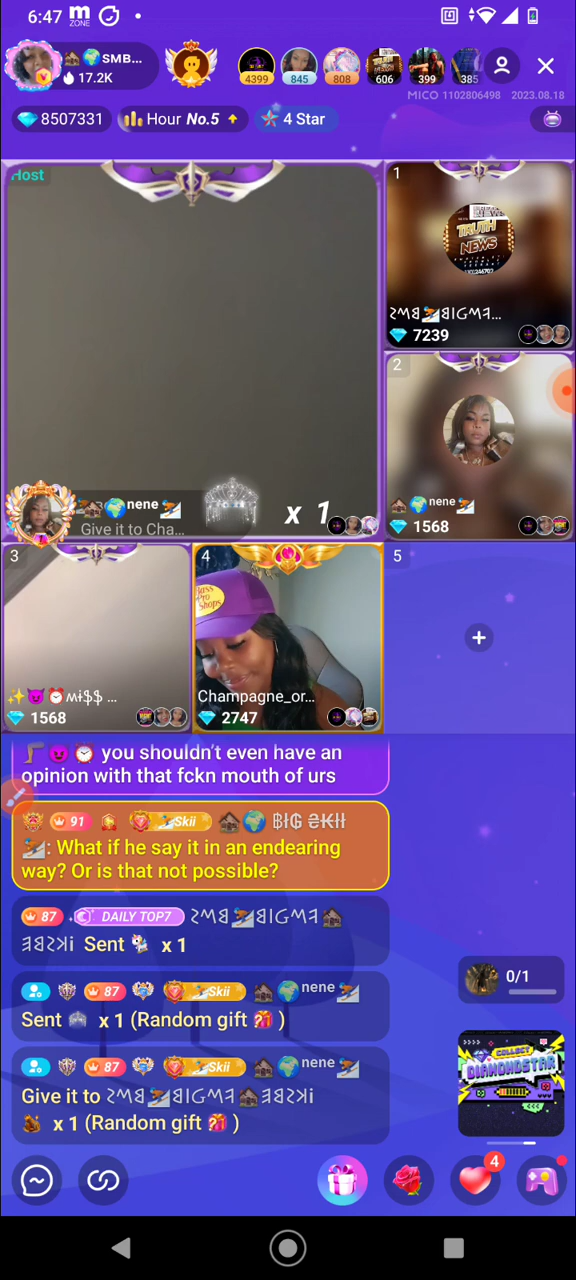 6:47 m ZONE
SMB...
17.2K
4399 845 808 606 399 385
MICO 1102806498 2023.08.18
8507331 Hour No.5 4 Star
Host
1
TRUTH
NEWS
7239
2
nene
1568
nene
Give it to Cha...
x 1
3
1568
4
Bass
Pro
Shops
Champagne_or...
2747
5
+
you shouldn't even have an
opinion with that fckn mouth of urs
91 Skii
: What if he say it in an endearing
way? Or is that not possible?
87 DAILY TOP7
Sent x 1
87 Skii nene
Sent x 1 (Random gift )
87 Skii nene
Give it to
x 1 (Random gift )
0/1
COLLECT
DIAMONDSTAR
4